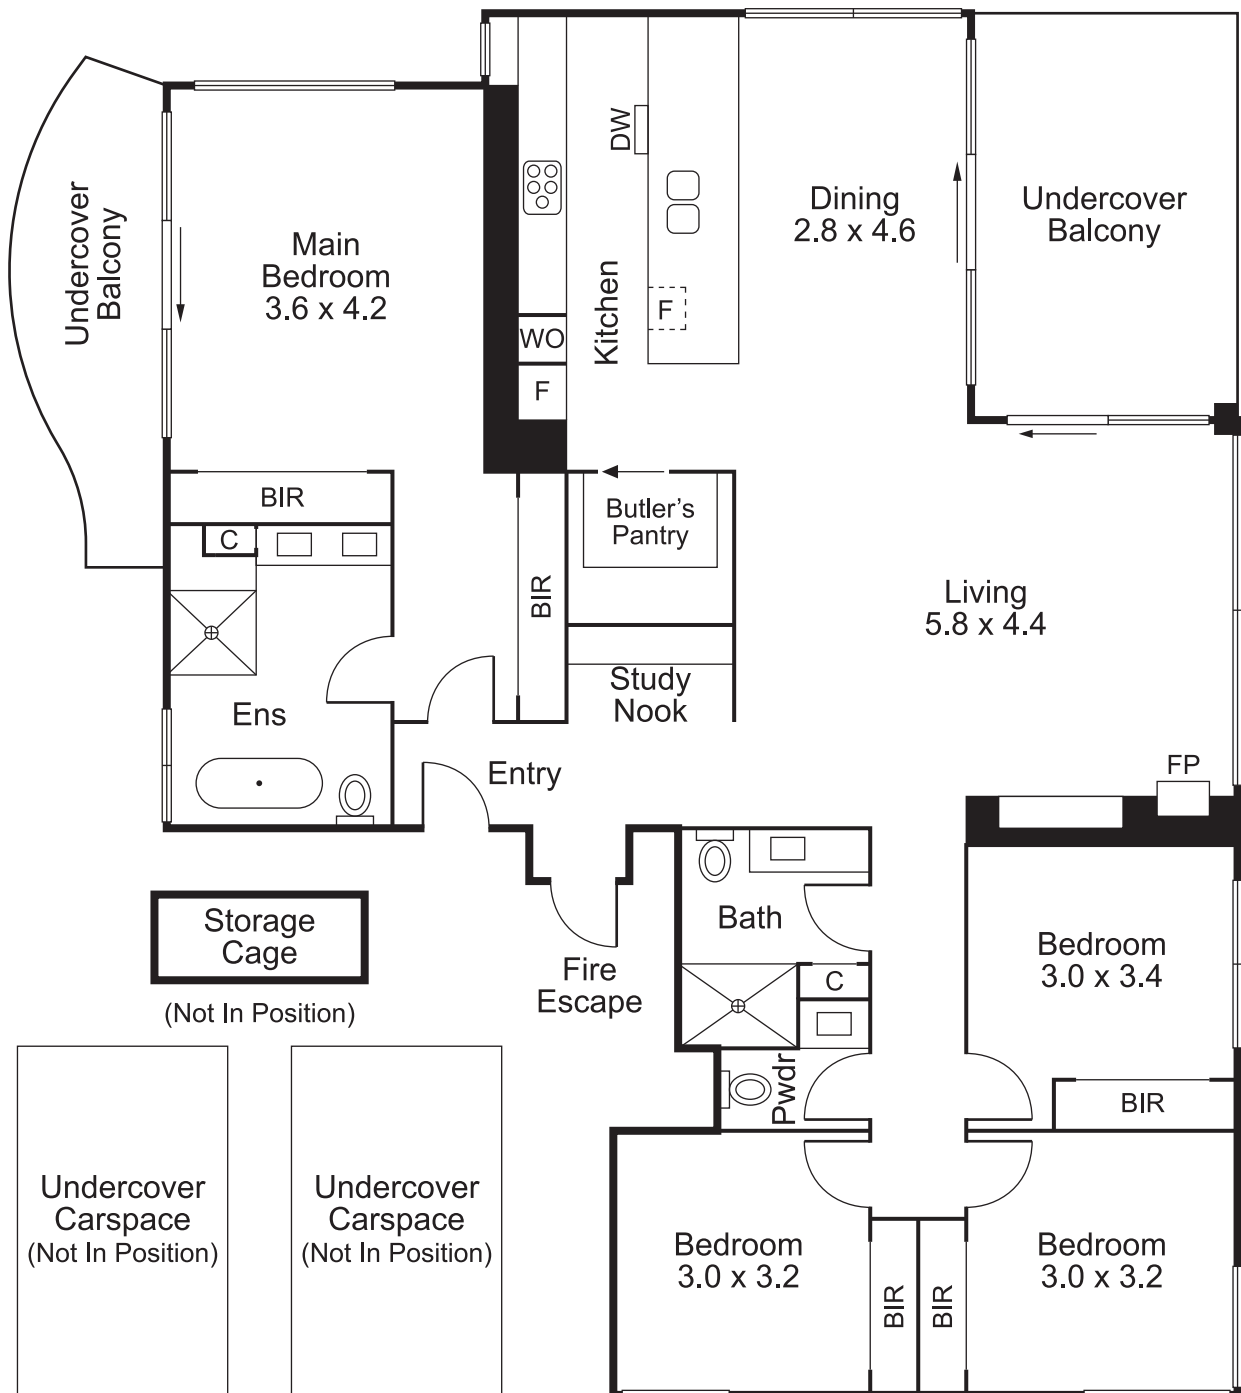 Undercover
Balcony
Main
Bedroom
3.6 x 4.2
DW
Kitchen
F
WO
F
Dining
2.8 x 4.6
Undercover
Balcony
BIR
C
BIR
Butler's
Pantry
Living
5.8 x 4.4
Study
Nook
Ens
Entry
FP
Storage
Cage
(Not In Position)
Fire
Escape
Bath
C
Pwdr
Bedroom
3.0 x 3.4
BIR
Undercover
Carspace
(Not In Position)
Undercover
Carspace
(Not In Position)
Bedroom
3.0 x 3.2
BIR
BIR
Bedroom
3.0 x 3.2